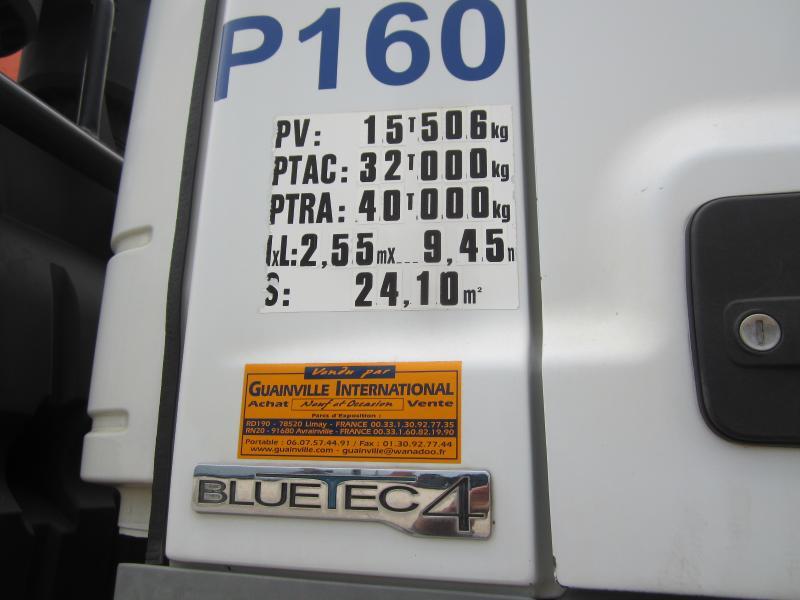 P160
PV: 15T506kg
PTAC: 32T000kg
PTRA: 40T000kg
xL: 2,55mx 9,45
S: 24,10 m²
Vendu par
GUAINVILLE INTERNATIONAL
Achat Neuf et Occasion Vente
Parcs d'Exposition :
RD190 - 78520 Limay - FRANCE 00.33.1.30.92.77.35
RN20 - 91680 Avrainville - FRANCE 00.33.1.60.82.19.90
Portable : 06.07.57.44.91 / Fax : 01.30.92.77.44
www.guainville.com - guainville@wanadoo.fr
BLUETEC4